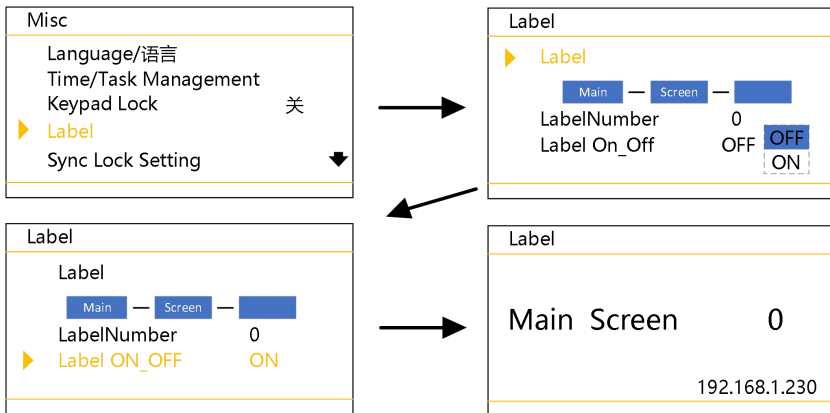 Misc
Language/语言
Time/Task Management
Keypad Lock 关
Label
Sync Lock Setting
Label
Label
Main — Screen —
LabelNumber 0
Label On_Off OFF OFF
ON
Label
Label
Main — Screen —
LabelNumber 0
Label ON_OFF ON
Label
Main Screen 0
192.168.1.230